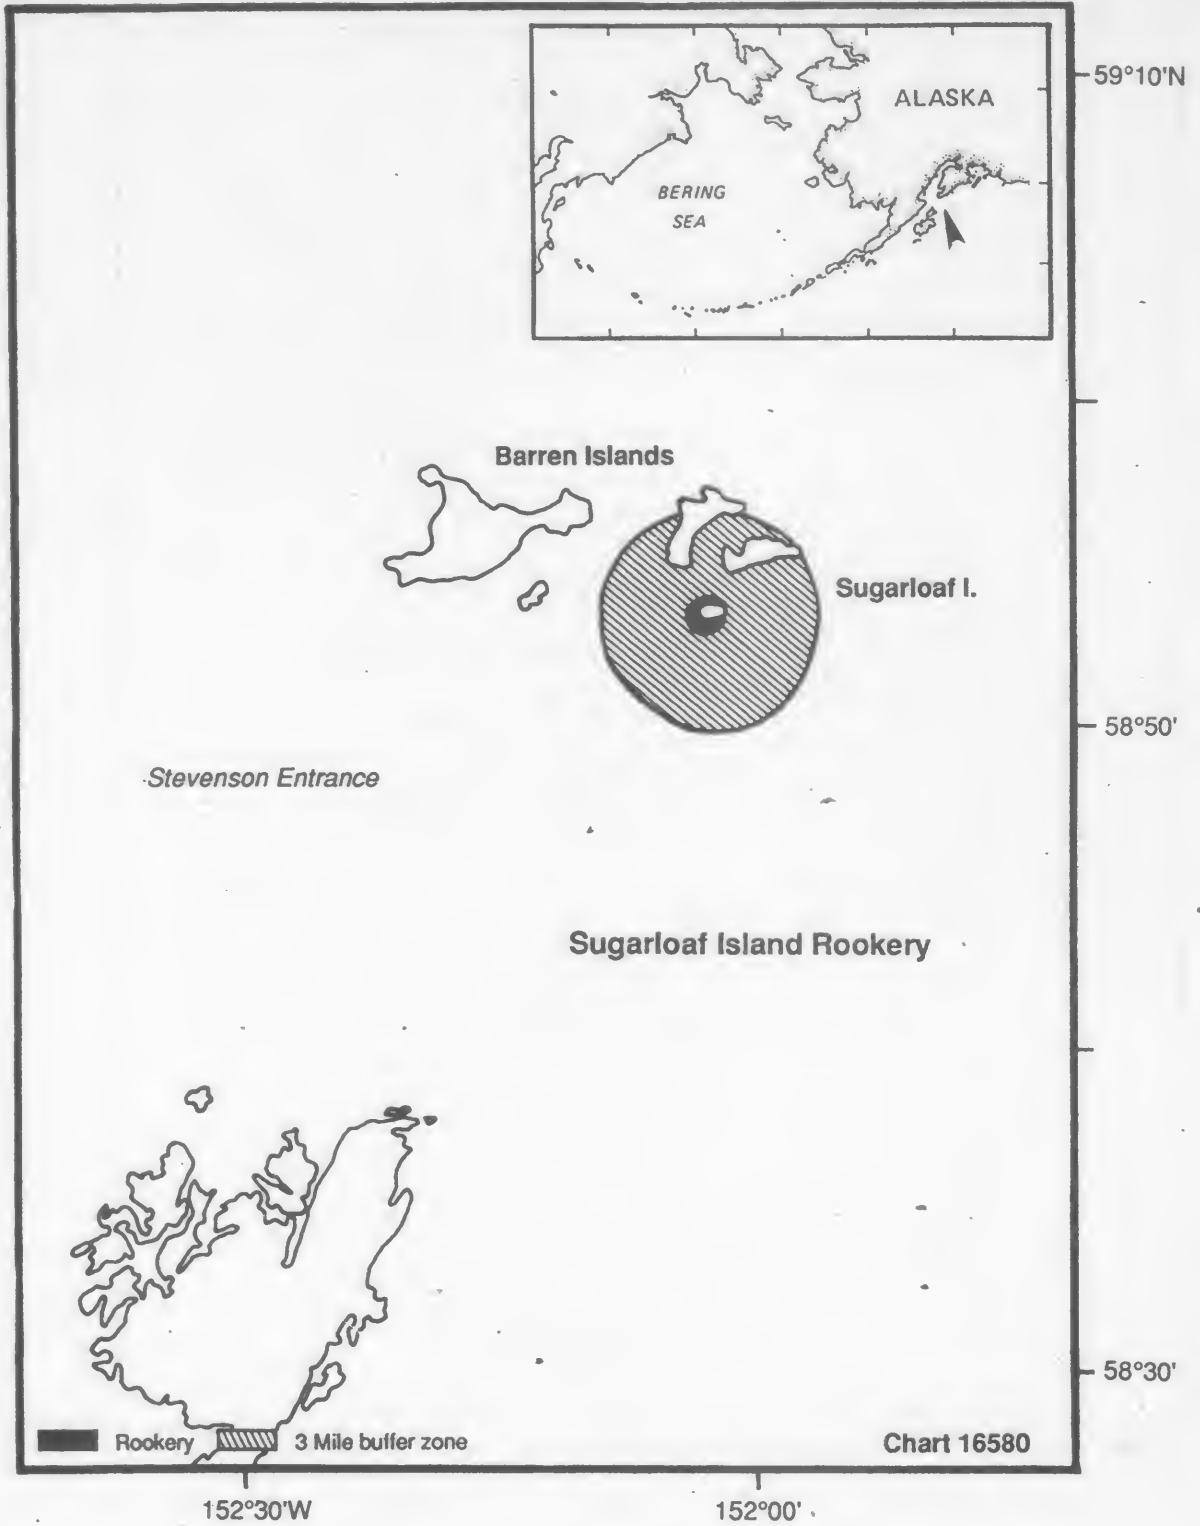 59°10'N
ALASKA
BERING
SEA
Barren Islands
Sugarloaf I.
58°50'
Stevenson Entrance
Sugarloaf Island Rookery
58°30'
Rookery
3 Mile buffer zone
Chart 16580
152°30'W
152°00'